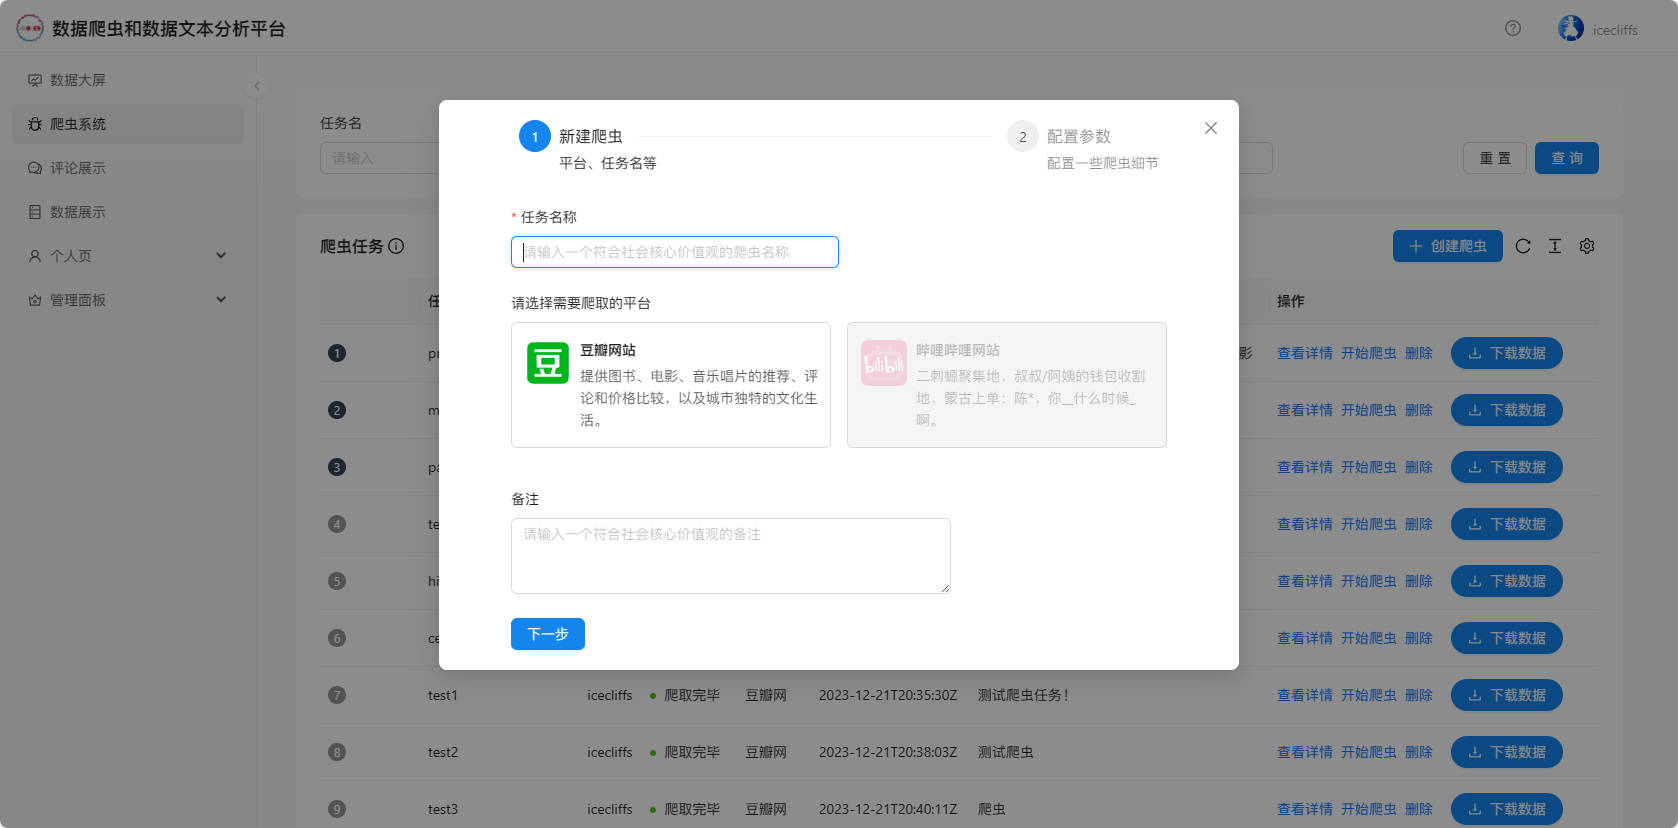 数据爬虫和数据文本分析平台
icecliffs
数据大屏
爬虫系统
评论展示
数据展示
个人页
管理面板
任务名
请输入
重 置
查 询
爬虫任务
创建爬虫
操作
1
新建爬虫
平台、任务名等
2
配置参数
配置一些爬虫细节
* 任务名称
请输入一个符合社会核心价值观的爬虫名称
请选择需要爬取的平台
豆
豆瓣网站
提供图书、电影、音乐唱片的推荐、评
论和价格比较，以及城市独特的文化生
活。
bilibili
哔哩哔哩网站
二刺螈聚集地，叔叔/阿姨的钱包收割
地，蒙古上单：陈*，你__什么时候_
啊。
备注
请输入一个符合社会核心价值观的备注
下一步
1 影 查看详情 开始爬虫 删除 下载数据
2 查看详情 开始爬虫 删除 下载数据
3 查看详情 开始爬虫 删除 下载数据
4 te 查看详情 开始爬虫 删除 下载数据
5 hi 查看详情 开始爬虫 删除 下载数据
6 ce 查看详情 开始爬虫 删除 下载数据
7 test1 icecliffs 爬取完毕 豆瓣网 2023-12-21T20:35:30Z 测试爬虫任务! 查看详情 开始爬虫 删除 下载数据
8 test2 icecliffs 爬取完毕 豆瓣网 2023-12-21T20:38:03Z 测试爬虫 查看详情 开始爬虫 删除 下载数据
9 test3 icecliffs 爬取完毕 豆瓣网 2023-12-21T20:40:11Z 爬虫 查看详情 开始爬虫 删除 下载数据